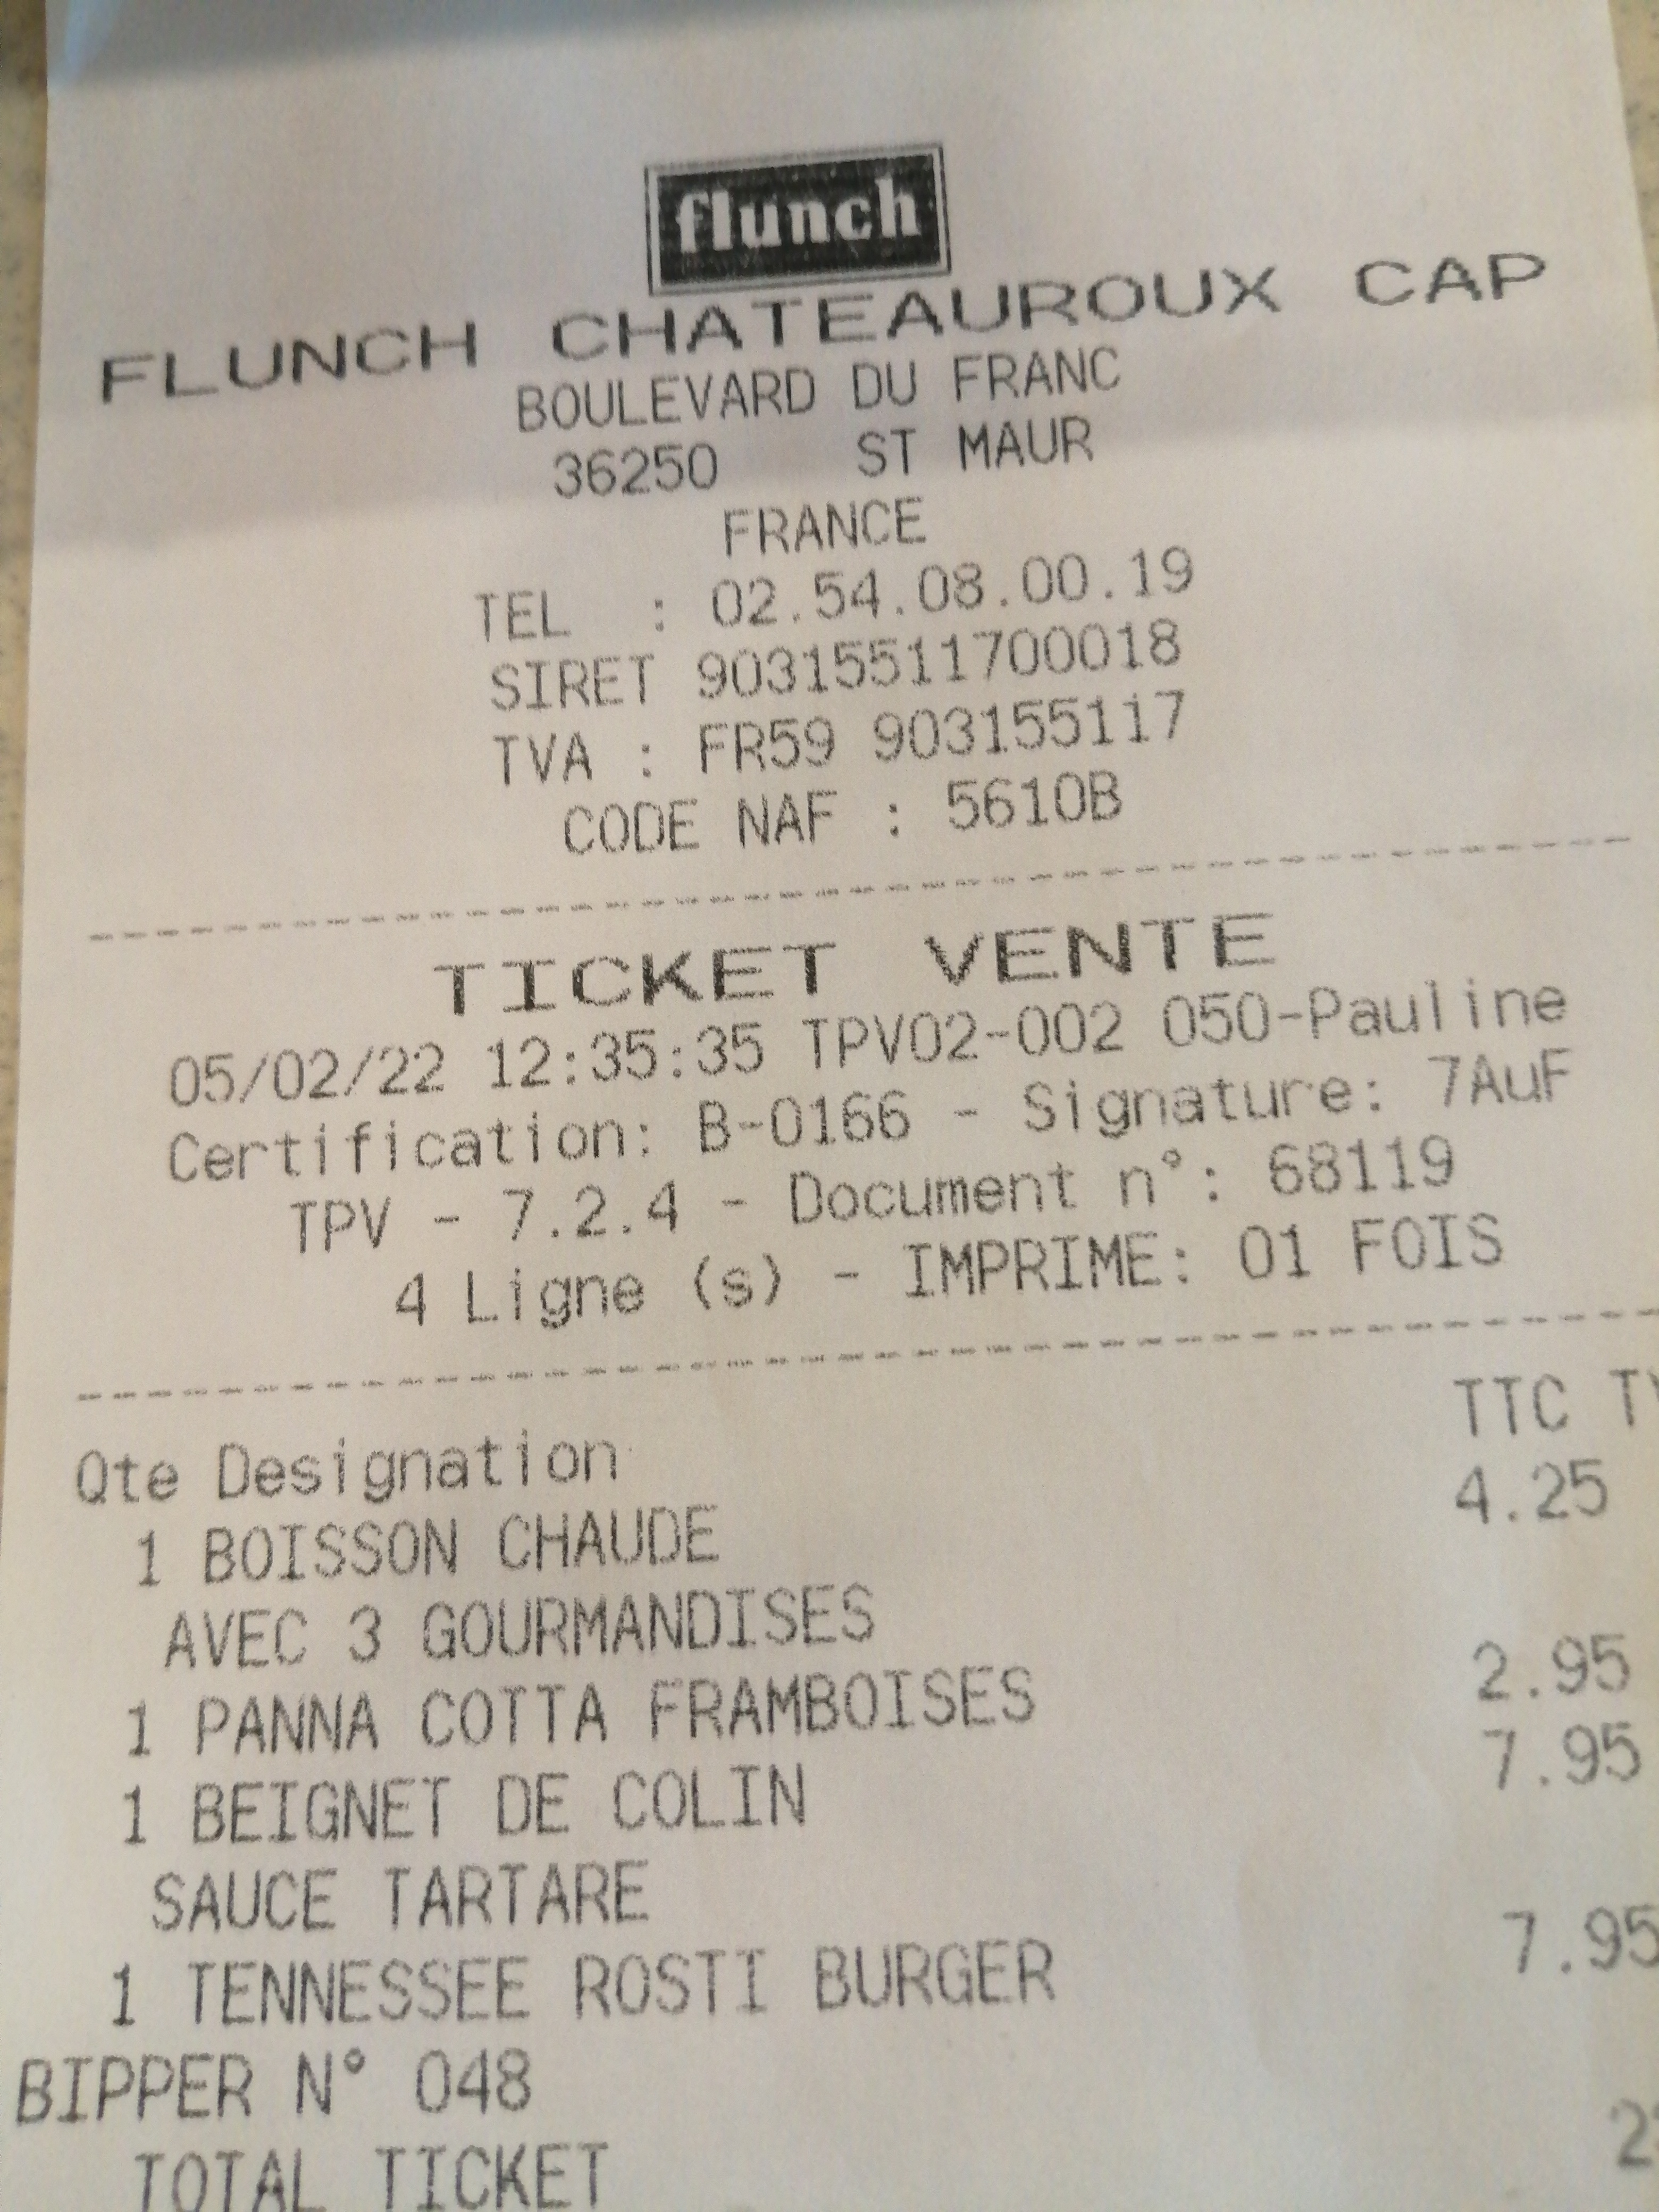 flunch
FLUNCH CHATEAUROUX CAP
BOULEVARD DU FRANC
36250 ST MAUR
FRANCE
TEL : 02.54.08.00.19
SIRET 90315511700018
TVA : FR59 903155117
CODE NAF : 5610B
TICKET VENTE
05/02/22 12:35:35 TPV02-002 050-Pauline
Certification: B-0166 - Signature: 7AuF
TPV - 7.2.4 - Document n°: 68119
4 Ligne (s) - IMPRIME: 01 FOIS
Qte Designation TTC
1 BOISSON CHAUDE 4.25
AVEC 3 GOURMANDISES
1 PANNA COTTA FRAMBOISES 2.95
1 BEIGNET DE COLIN 7.95
SAUCE TARTARE
1 TENNESSEE ROSTI BURGER 7.95
BIPPER N° 048
TOTAL TICKET